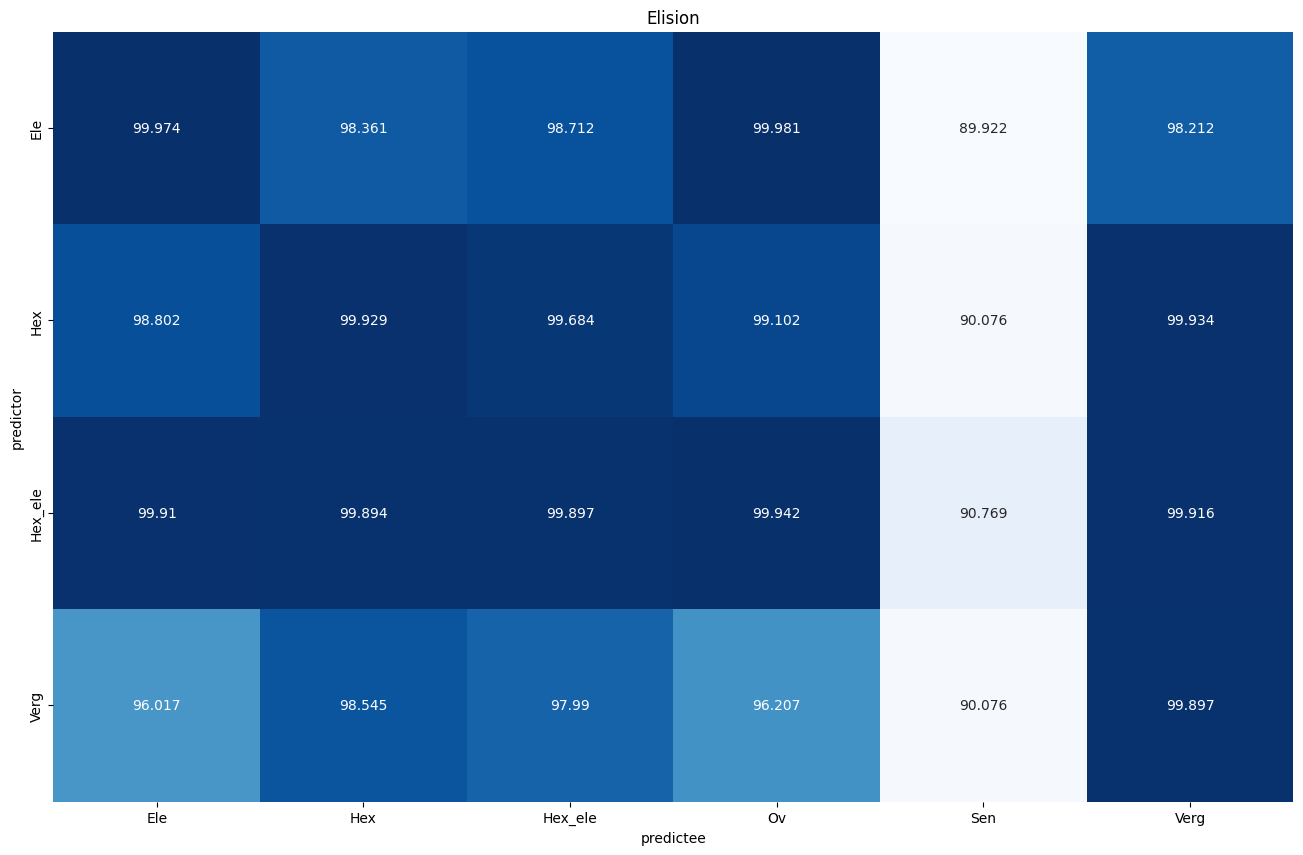 Elision
predictor
Ele 99.974 98.361 98.712 99.981 89.922 98.212
Hex 98.802 99.929 99.684 99.102 90.076 99.934
Hex_ele 99.91 99.894 99.897 99.942 90.769 99.916
Verg 96.017 98.545 97.99 96.207 90.076 99.897
Ele Hex Hex_ele Ov Sen Verg
predictee